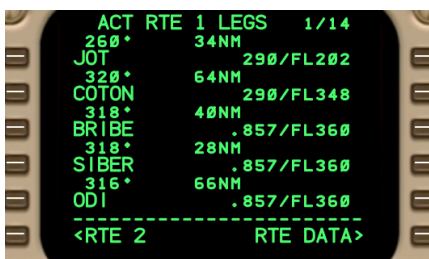 ACT RTE 1 LEGS 1/14
260° 34NM
JOT 290/FL202
320° 64NM
COTON 290/FL348
318° 40NM
BRIBE .857/FL360
318° 28NM
SIBER .857/FL360
316° 66NM
ODI .857/FL360
--------------------------
<RTE 2 RTE DATA>